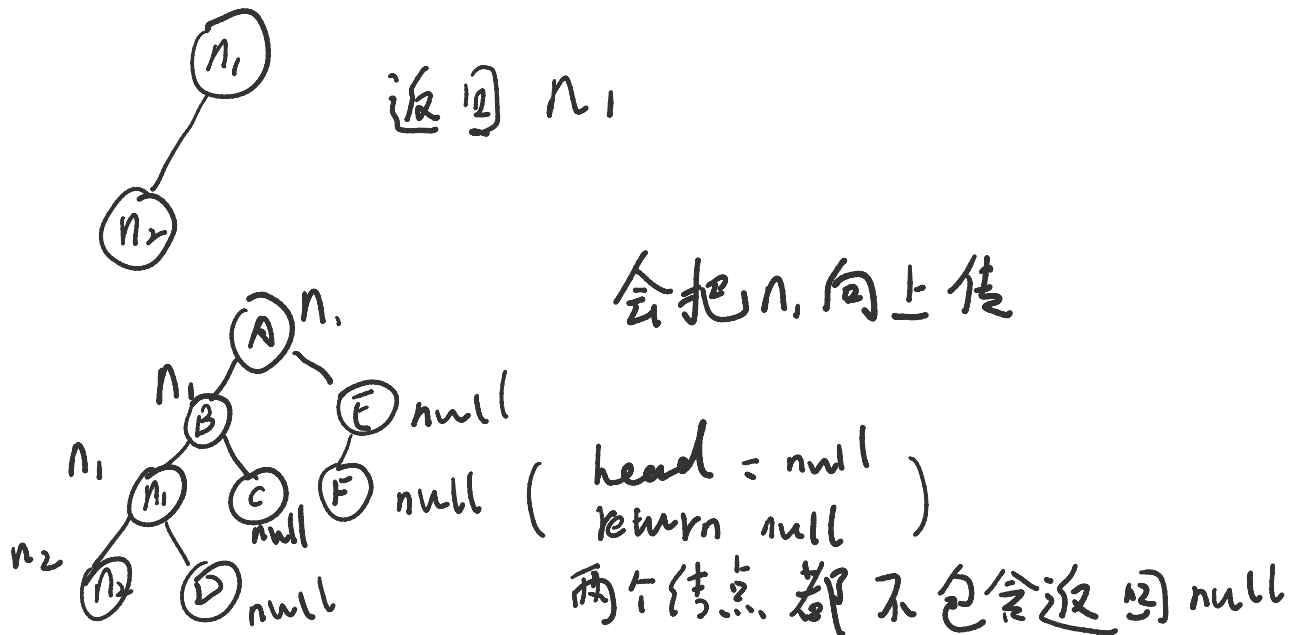 n₁
返回 n₁
n₂
会把n₁向上传
A n₁
n₁ B
E null
n₁ n₁
C null
F null
( head = null
return null )
n₂ n₂
D null
两个结点都不包含返回null